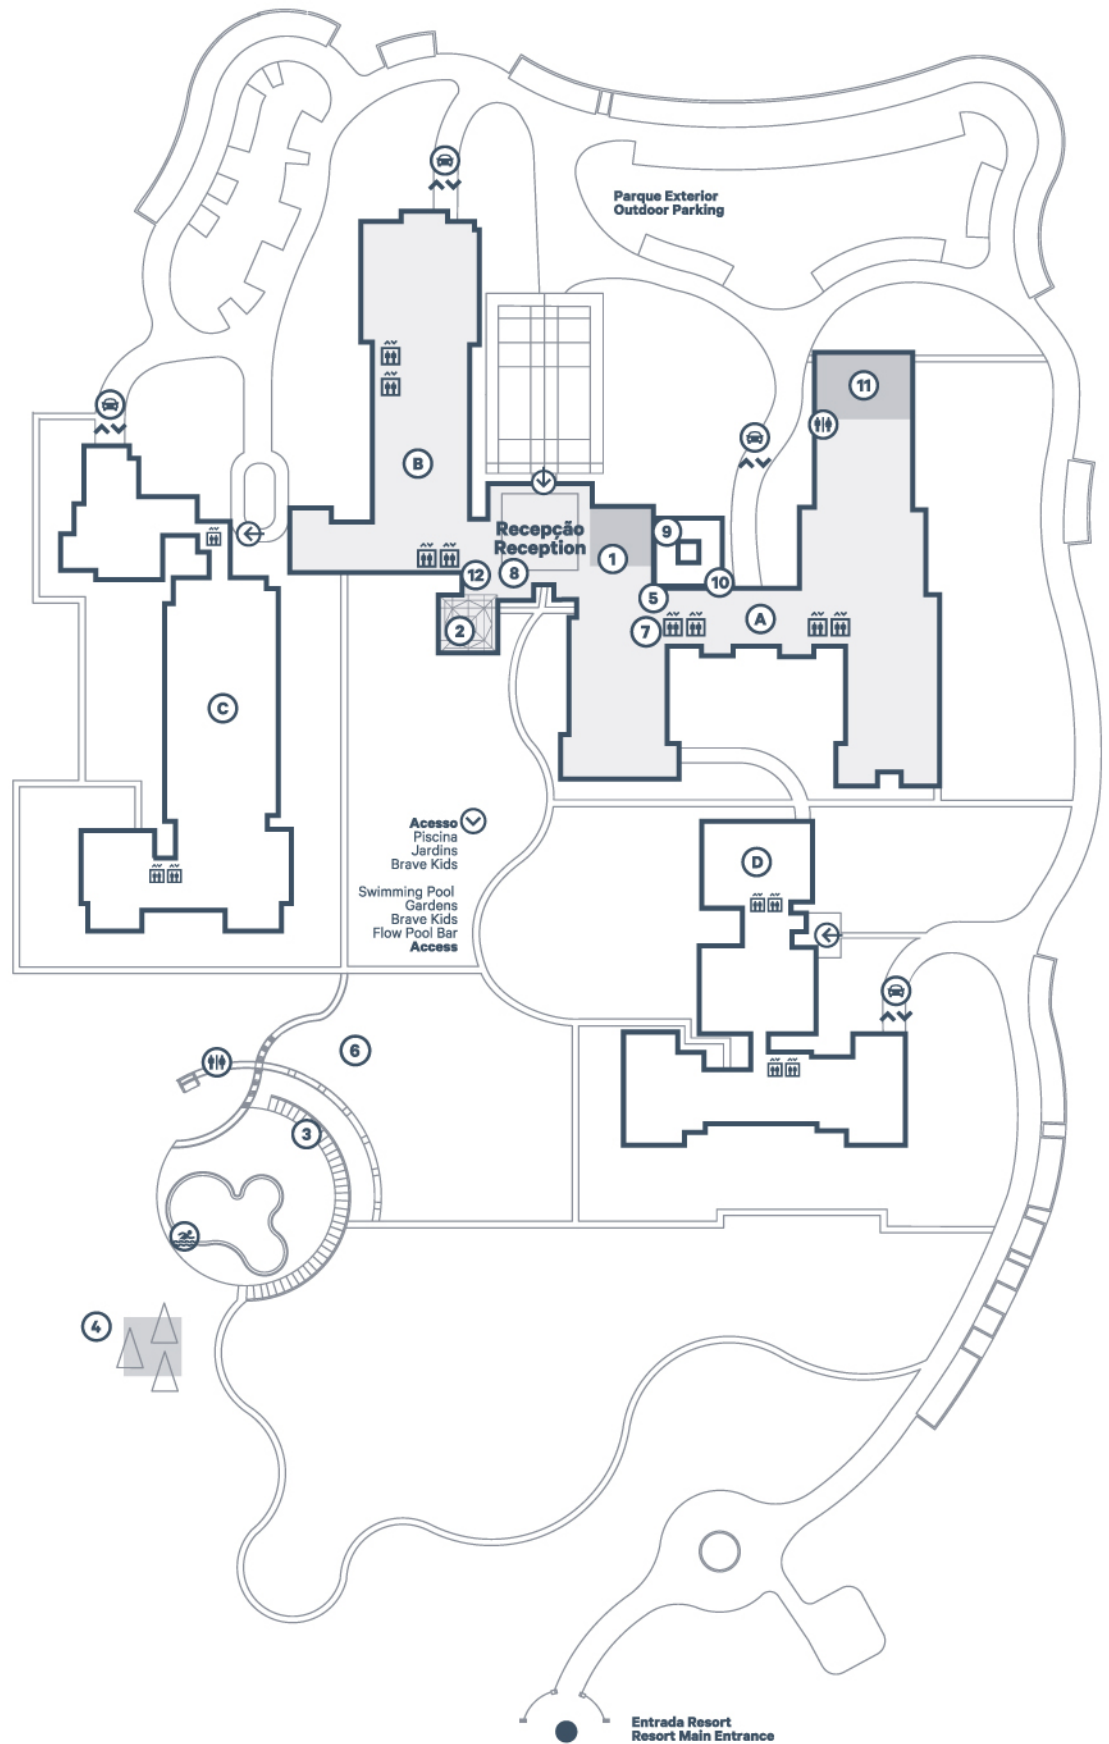 Parque Exterior
Outdoor Parking
11
B
Recepção
Reception
9
1
12
8
10
5
2
7
A
C
Acesso
Piscina
Jardins
Brave Kids
Swimming Pool
Gardens
Brave Kids
Flow Pool Bar
Access
D
6
3
4
Entrada Resort
Resort Main Entrance